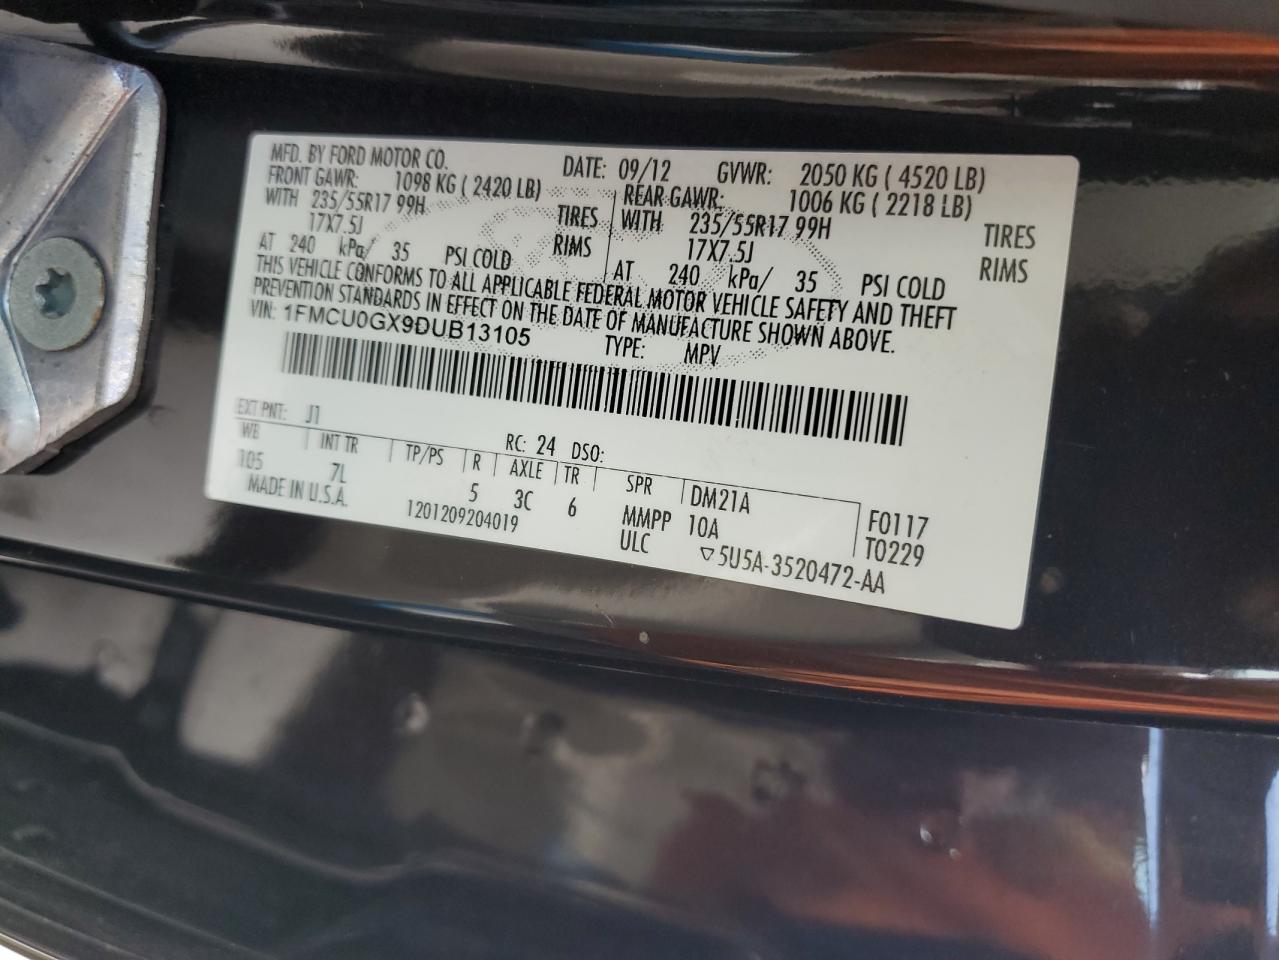 MFD. BY FORD MOTOR CO. DATE: 09/12 GVWR: 2050 KG ( 4520 LB)
FRONT GAWR: 1098 KG ( 2420 LB) REAR GAWR: 1006 KG ( 2218 LB)
WITH 235/55R17 99H TIRES WITH 235/55R17 99H TIRES
17X7.5J RIMS 17X7.5J RIMS
AT 240 kPa/ 35 PSI COLD AT 240 kPa/ 35 PSI COLD
THIS VEHICLE CONFORMS TO ALL APPLICABLE FEDERAL MOTOR VEHICLE SAFETY AND THEFT
PREVENTION STANDARDS IN EFFECT ON THE DATE OF MANUFACTURE SHOWN ABOVE.
VIN: 1FMCU0GX9DUB13105 TYPE: MPV
EXT PNT: J1 RC: 24 DSO:
WB INT TR TP/PS R AXLE TR SPR DM21A F0117
105 7L 5 3C 6 MMPP 10A T0229
MADE IN U.S.A. 1201209204019 ULC ▽5U5A-3520472-AA